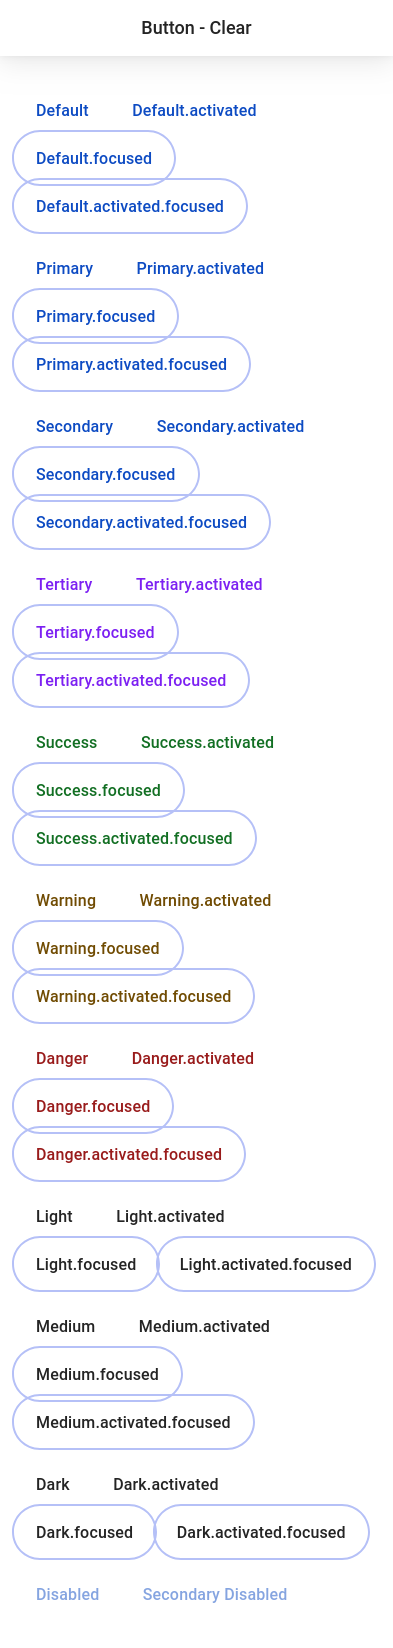 Button - Clear
Default Default.activated
Default.focused
Default.activated.focused
Primary Primary.activated
Primary.focused
Primary.activated.focused
Secondary Secondary.activated
Secondary.focused
Secondary.activated.focused
Tertiary Tertiary.activated
Tertiary.focused
Tertiary.activated.focused
Success Success.activated
Success.focused
Success.activated.focused
Warning Warning.activated
Warning.focused
Warning.activated.focused
Danger Danger.activated
Danger.focused
Danger.activated.focused
Light Light.activated
Light.focused Light.activated.focused
Medium Medium.activated
Medium.focused
Medium.activated.focused
Dark Dark.activated
Dark.focused Dark.activated.focused
Disabled Secondary Disabled